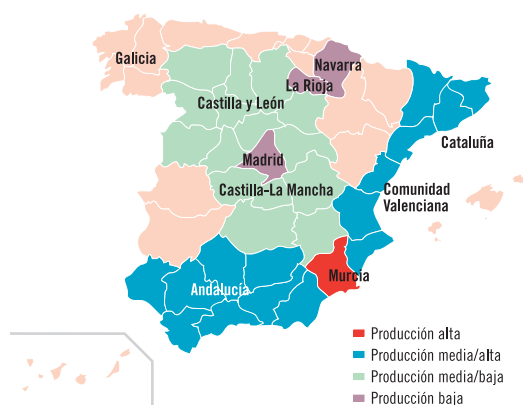 Galicia
Navarra
La Rioja
Castilla y León
Cataluña
Madrid
Comunidad
Valenciana
Castilla-La Mancha
Murcia
Andalucía
Producción alta
Producción media/alta
Producción media/baja
Producción baja